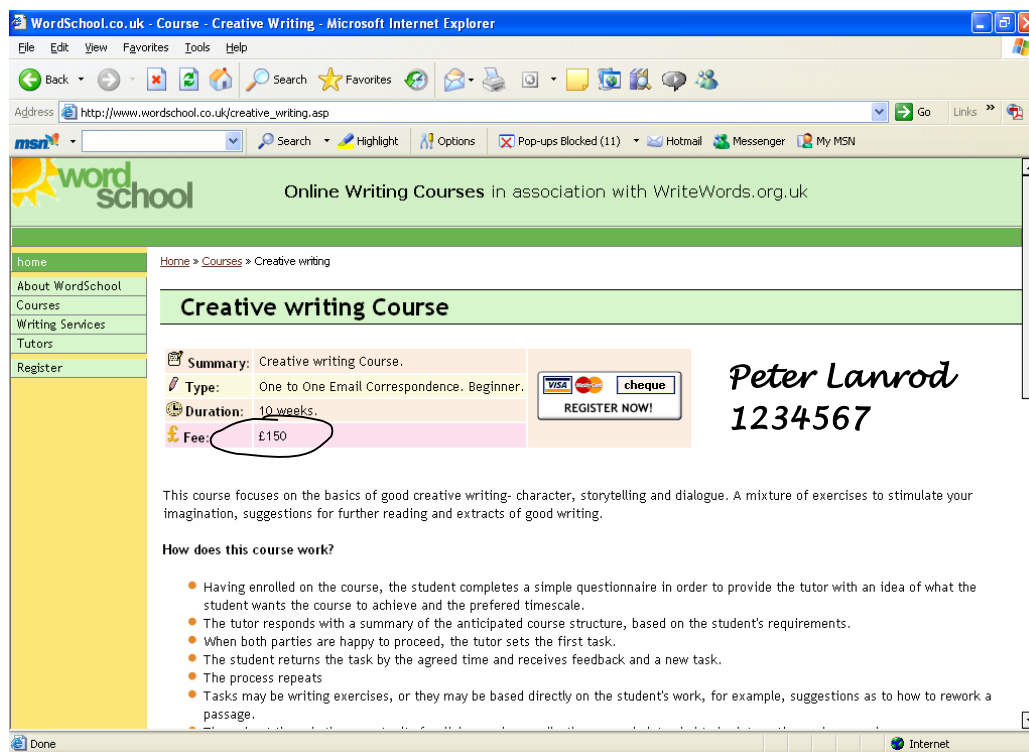 WordSchool.co.uk - Course - Creative Writing - Microsoft Internet Explorer
File Edit View Favorites Tools Help
Back Search Favorites
Address http://www.wordschool.co.uk/creative_writing.asp Go Links »
msn Search Highlight Options Pop-ups Blocked (11) Hotmail Messenger My MSN
word
school
Online Writing Courses in association with WriteWords.org.uk
home
About WordSchool
Courses
Writing Services
Tutors
Register
Home » Courses » Creative writing
Creative writing Course
Summary: Creative writing Course.
Type: One to One Email Correspondence. Beginner.
Duration: 10 weeks.
£ Fee: £150
VISA MasterCard cheque
REGISTER NOW!
Peter Lanrod
1234567
This course focuses on the basics of good creative writing- character, storytelling and dialogue. A mixture of exercises to stimulate your
imagination, suggestions for further reading and extracts of good writing.
How does this course work?
Having enrolled on the course, the student completes a simple questionnaire in order to provide the tutor with an idea of what the
student wants the course to achieve and the prefered timescale.
The tutor responds with a summary of the anticipated course structure, based on the student's requirements.
When both parties are happy to proceed, the tutor sets the first task.
The student returns the task by the agreed time and receives feedback and a new task.
The process repeats
Tasks may be writing exercises, or they may be based directly on the student's work, for example, suggestions as to how to rework a
passage.
Done Internet